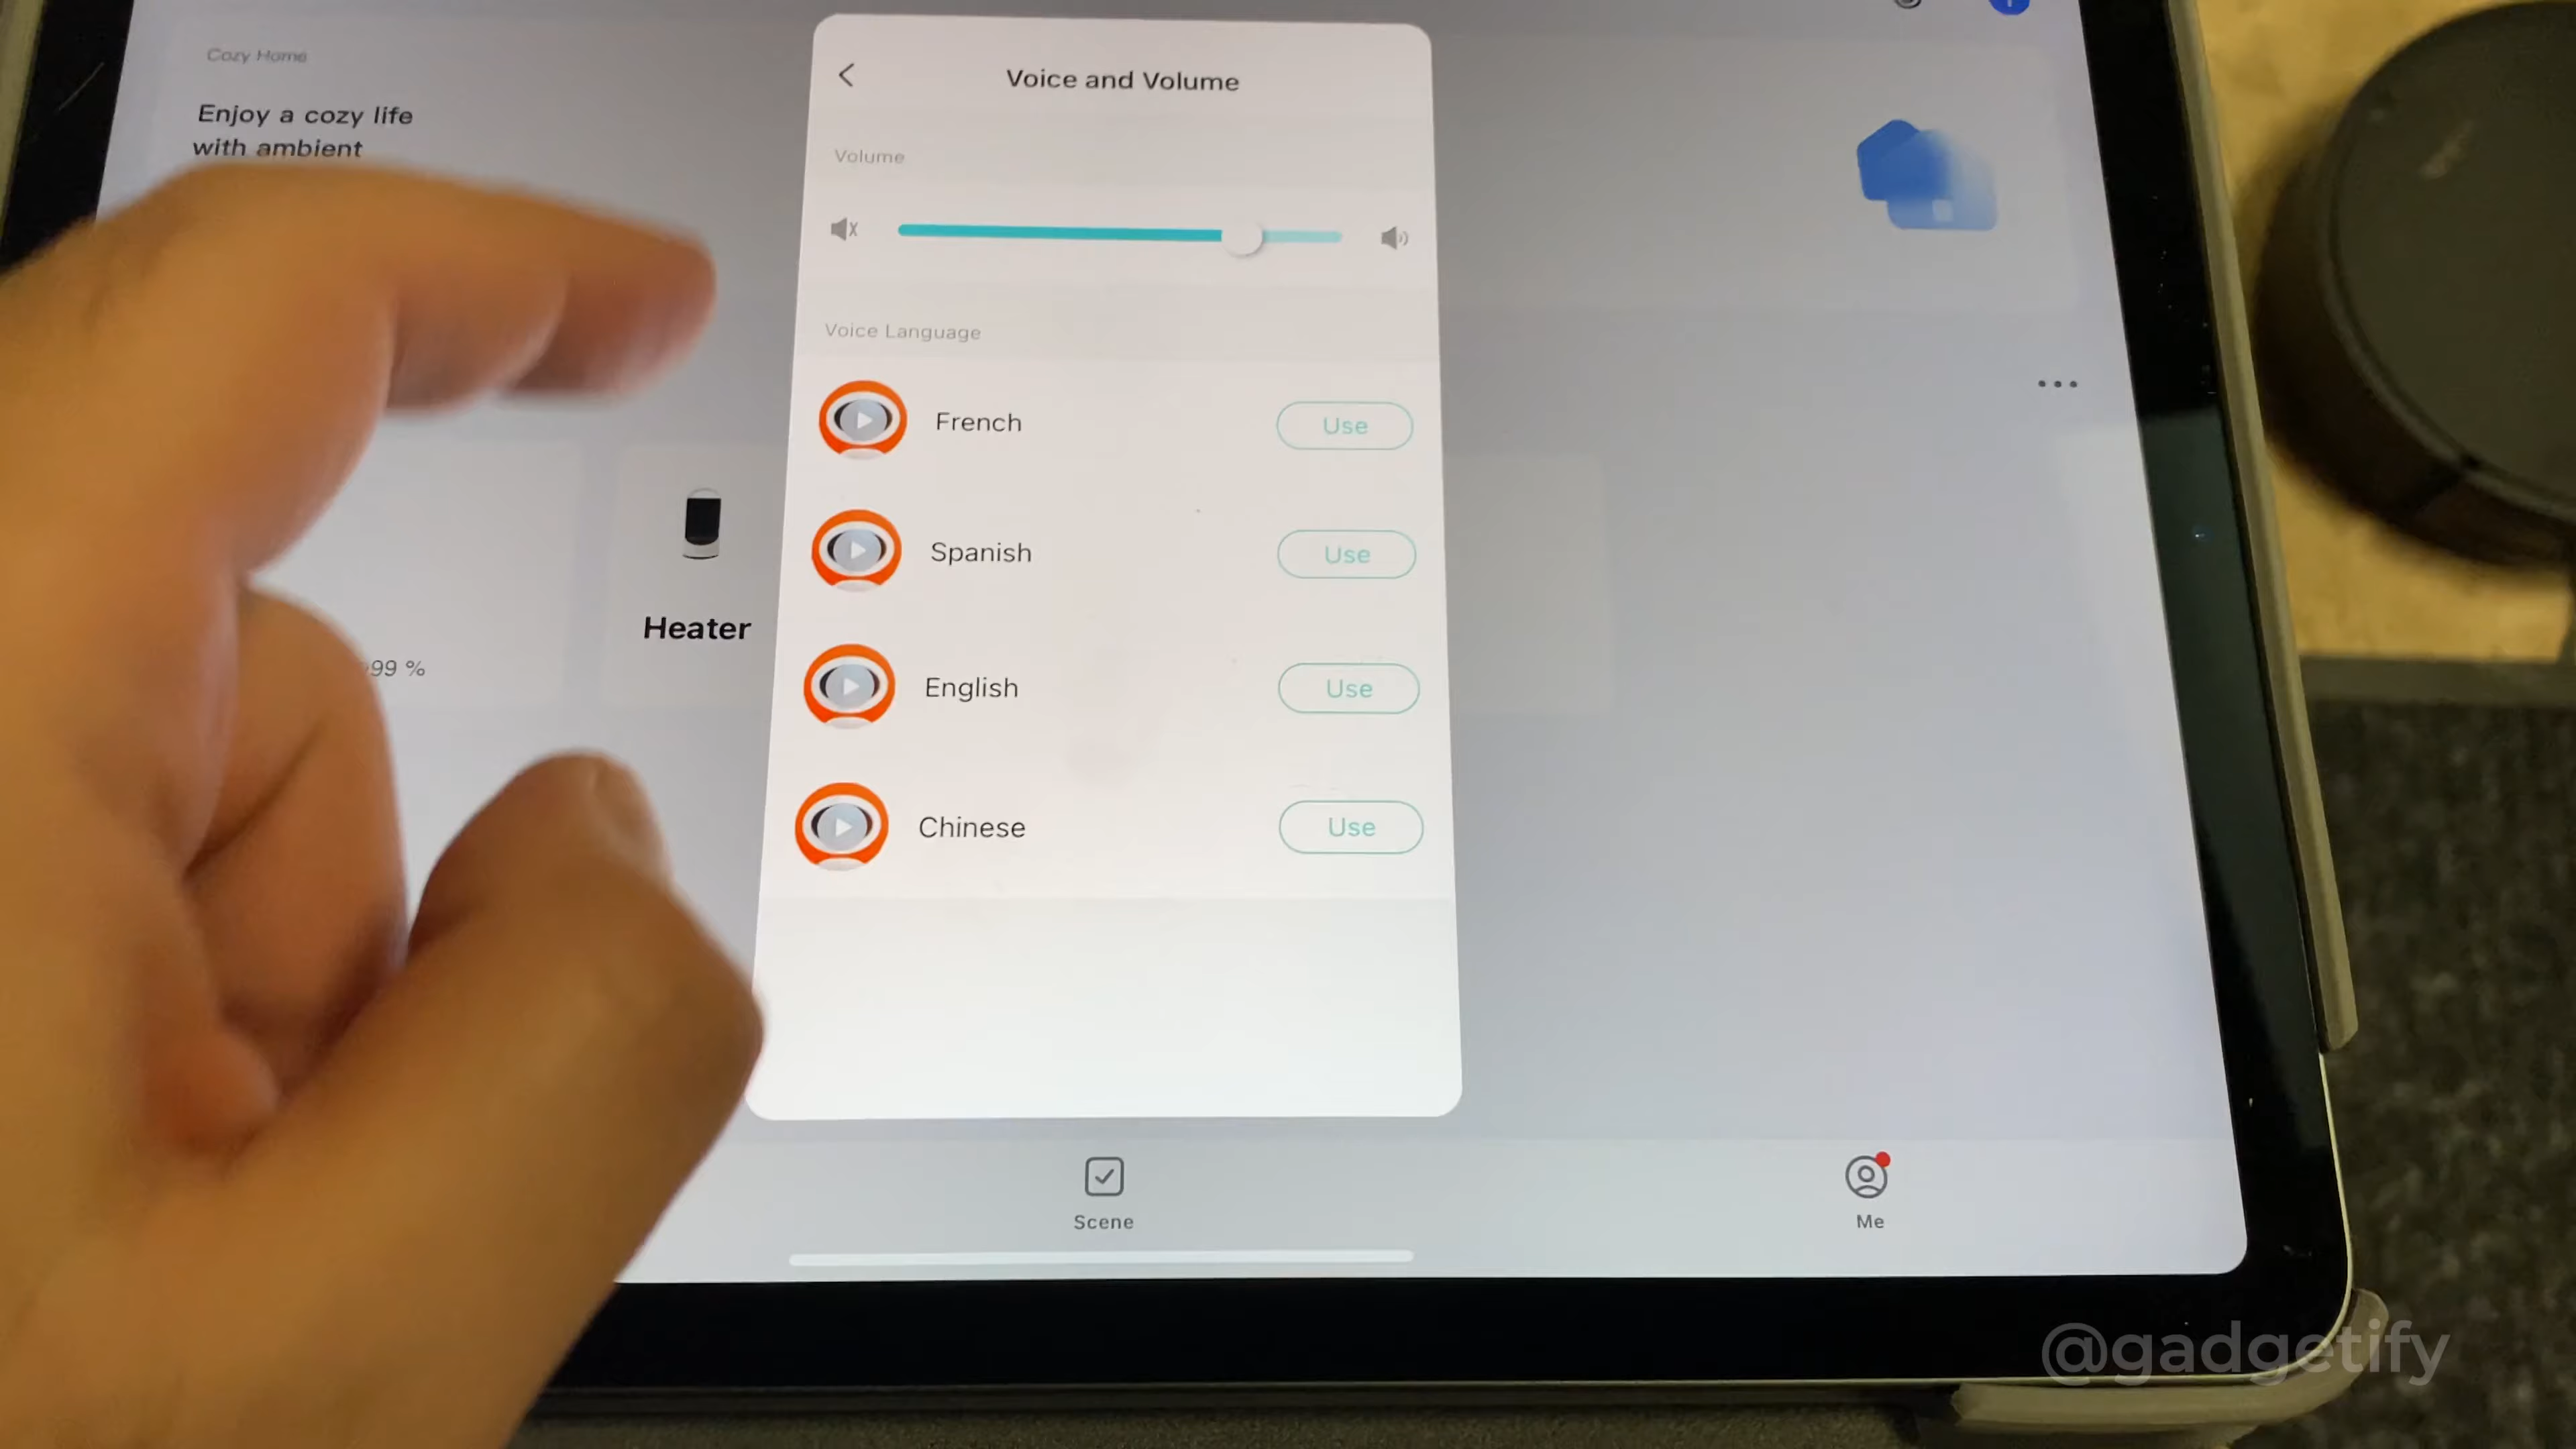 Cozy Home
Enjoy a cozy life
with ambient
Voice and Volume
Volume
Voice Language
French
Use
Spanish
Use
Heater
99 %
English
Use
Chinese
Use
Scene
Me
@gadgetify